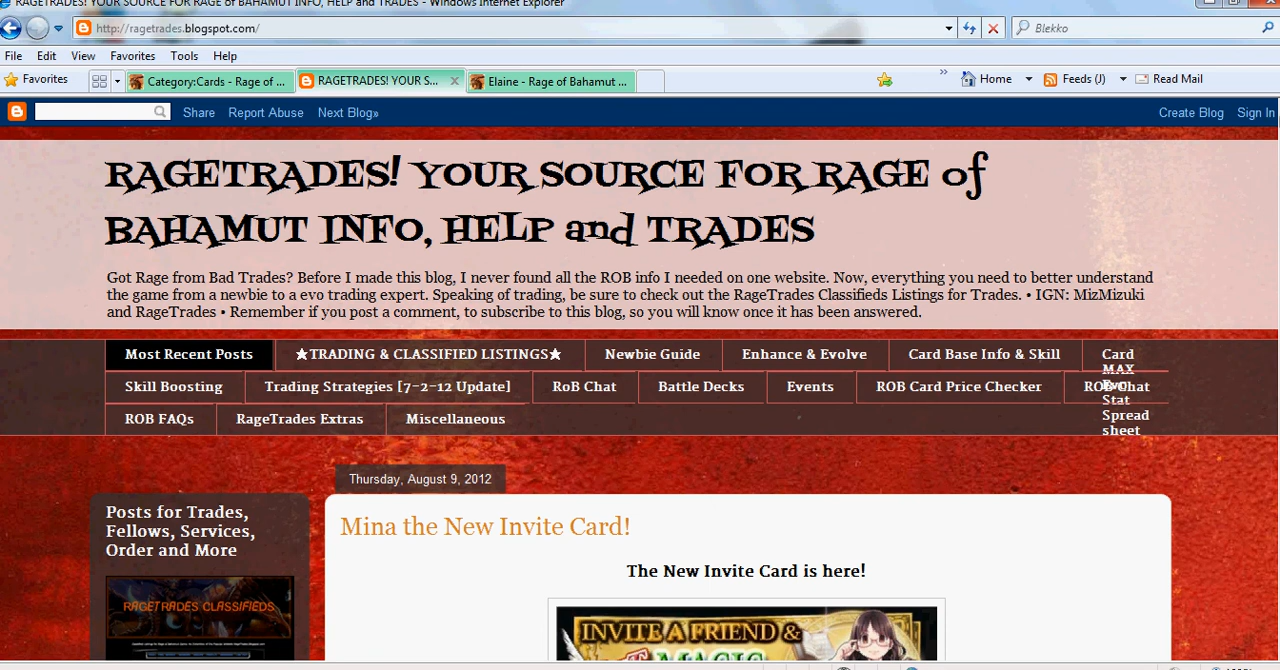 RAGETRADES! YOUR SOURCE FOR RAGE of BAHAMUT INFO, HELP and TRADES - Windows Internet Explorer
http://ragetrades.blogspot.com/
Blekko
File Edit View Favorites Tools Help
Favorites
Category:Cards - Rage of ...
RAGETRADES! YOUR S...
Elaine - Rage of Bahamut ...
Home
Feeds (J)
Read Mail
Share Report Abuse Next Blog» Create Blog Sign In
RAGETRADES! YOUR SOURCE FOR RAGE of
BAHAMUT INFO, HELP and TRADES
Got Rage from Bad Trades? Before I made this blog, I never found all the ROB info I needed on one website. Now, everything you need to better understand
the game from a newbie to a evo trading expert. Speaking of trading, be sure to check out the RageTrades Classifieds Listings for Trades. • IGN: MizMizuki
and RageTrades • Remember if you post a comment, to subscribe to this blog, so you will know once it has been answered.
Most Recent Posts ★TRADING & CLASSIFIED LISTINGS★ Newbie Guide Enhance & Evolve Card Base Info & Skill Card
MAX
Evo
Stat
Spread
sheet
Skill Boosting Trading Strategies [7-2-12 Update] RoB Chat Battle Decks Events ROB Card Price Checker ROB Chat
ROB FAQs RageTrades Extras Miscellaneous
Thursday, August 9, 2012
Posts for Trades,
Fellows, Services,
Order and More
RAGETRADES CLASSIFIEDS
Mina the New Invite Card!
The New Invite Card is here!
INVITE A FRIEND &
MAGIC